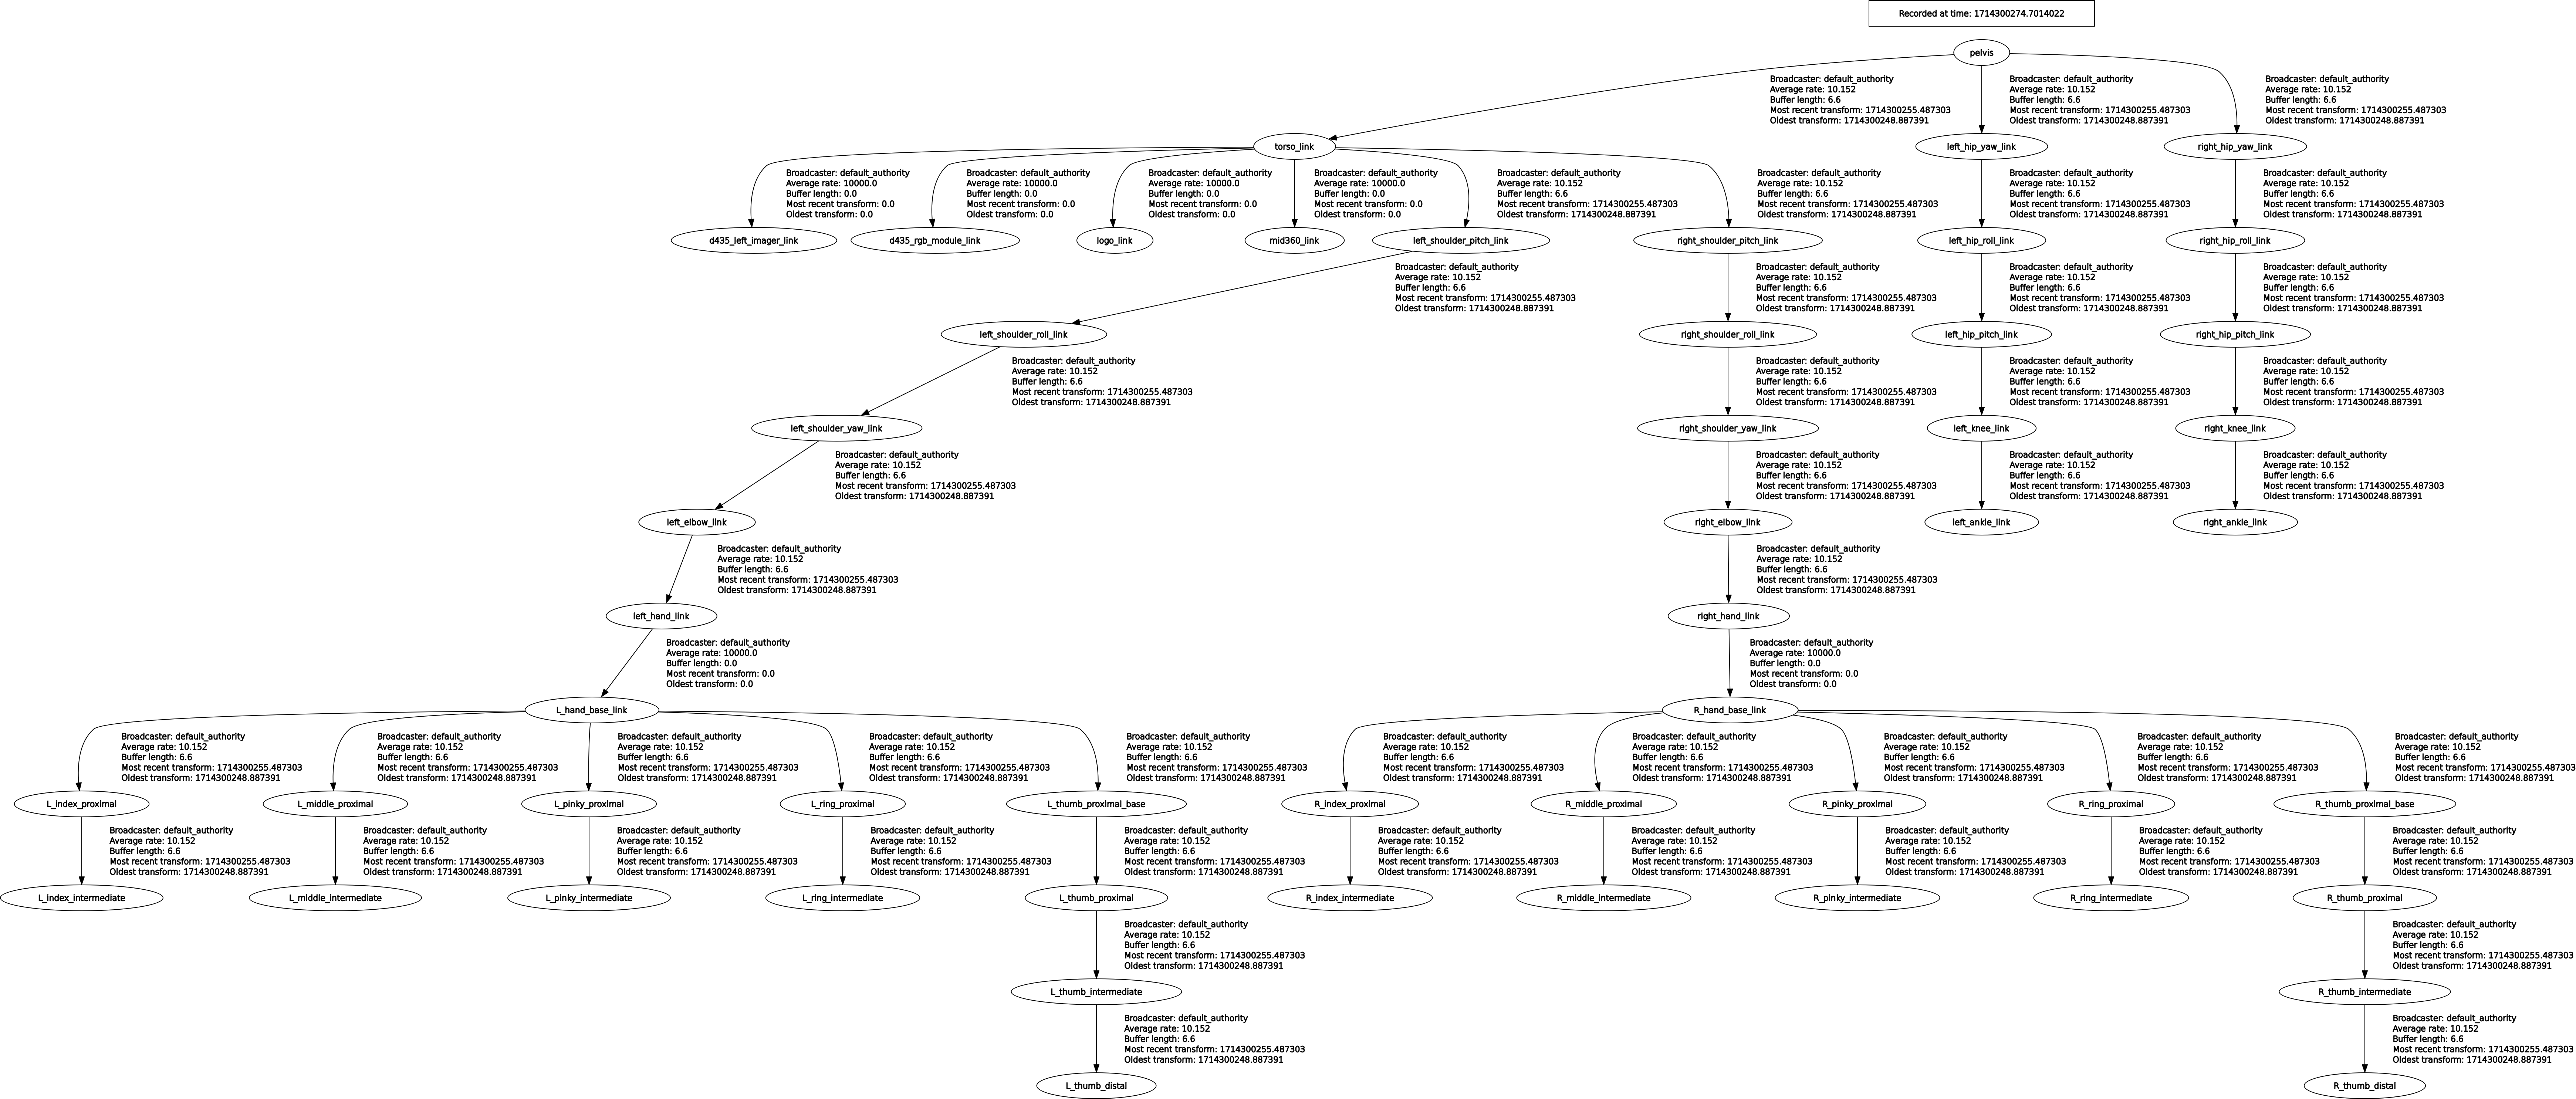 Recorded at time: 1714300274.7014022
pelvis
Broadcaster: default_authority
Average rate: 10.152
Buffer length: 6.6
Most recent transform: 1714300255.487303
Oldest transform: 1714300248.887391
Broadcaster: default_authority
Average rate: 10.152
Buffer length: 6.6
Most recent transform: 1714300255.487303
Oldest transform: 1714300248.887391
Broadcaster: default_authority
Average rate: 10.152
Buffer length: 6.6
Most recent transform: 1714300255.487303
Oldest transform: 1714300248.887391
torso_link
left_hip_yaw_link
right_hip_yaw_link
Broadcaster: default_authority
Average rate: 10000.0
Buffer length: 0.0
Most recent transform: 0.0
Oldest transform: 0.0
Broadcaster: default_authority
Average rate: 10000.0
Buffer length: 0.0
Most recent transform: 0.0
Oldest transform: 0.0
Broadcaster: default_authority
Average rate: 10000.0
Buffer length: 0.0
Most recent transform: 0.0
Oldest transform: 0.0
Broadcaster: default_authority
Average rate: 10000.0
Buffer length: 0.0
Most recent transform: 0.0
Oldest transform: 0.0
Broadcaster: default_authority
Average rate: 10.152
Buffer length: 6.6
Most recent transform: 1714300255.487303
Oldest transform: 1714300248.887391
Broadcaster: default_authority
Average rate: 10.152
Buffer length: 6.6
Most recent transform: 1714300255.487303
Oldest transform: 1714300248.887391
Broadcaster: default_authority
Average rate: 10.152
Buffer length: 6.6
Most recent transform: 1714300255.487303
Oldest transform: 1714300248.887391
Broadcaster: default_authority
Average rate: 10.152
Buffer length: 6.6
Most recent transform: 1714300255.487303
Oldest transform: 1714300248.887391
d435_left_imager_link
d435_rgb_module_link
logo_link
mid360_link
left_shoulder_pitch_link
right_shoulder_pitch_link
left_hip_roll_link
right_hip_roll_link
Broadcaster: default_authority
Average rate: 10.152
Buffer length: 6.6
Most recent transform: 1714300255.487303
Oldest transform: 1714300248.887391
Broadcaster: default_authority
Average rate: 10.152
Buffer length: 6.6
Most recent transform: 1714300255.487303
Oldest transform: 1714300248.887391
Broadcaster: default_authority
Average rate: 10.152
Buffer length: 6.6
Most recent transform: 1714300255.487303
Oldest transform: 1714300248.887391
Broadcaster: default_authority
Average rate: 10.152
Buffer length: 6.6
Most recent transform: 1714300255.487303
Oldest transform: 1714300248.887391
left_shoulder_roll_link
right_shoulder_roll_link
left_hip_pitch_link
right_hip_pitch_link
Broadcaster: default_authority
Average rate: 10.152
Buffer length: 6.6
Most recent transform: 1714300255.487303
Oldest transform: 1714300248.887391
Broadcaster: default_authority
Average rate: 10.152
Buffer length: 6.6
Most recent transform: 1714300255.487303
Oldest transform: 1714300248.887391
Broadcaster: default_authority
Average rate: 10.152
Buffer length: 6.6
Most recent transform: 1714300255.487303
Oldest transform: 1714300248.887391
Broadcaster: default_authority
Average rate: 10.152
Buffer length: 6.6
Most recent transform: 1714300255.487303
Oldest transform: 1714300248.887391
left_shoulder_yaw_link
right_shoulder_yaw_link
left_knee_link
right_knee_link
Broadcaster: default_authority
Average rate: 10.152
Buffer length: 6.6
Most recent transform: 1714300255.487303
Oldest transform: 1714300248.887391
Broadcaster: default_authority
Average rate: 10.152
Buffer length: 6.6
Most recent transform: 1714300255.487303
Oldest transform: 1714300248.887391
Broadcaster: default_authority
Average rate: 10.152
Buffer length: 6.6
Most recent transform: 1714300255.487303
Oldest transform: 1714300248.887391
Broadcaster: default_authority
Average rate: 10.152
Buffer length: 6.6
Most recent transform: 1714300255.487303
Oldest transform: 1714300248.887391
left_elbow_link
right_elbow_link
left_ankle_link
right_ankle_link
Broadcaster: default_authority
Average rate: 10.152
Buffer length: 6.6
Most recent transform: 1714300255.487303
Oldest transform: 1714300248.887391
Broadcaster: default_authority
Average rate: 10.152
Buffer length: 6.6
Most recent transform: 1714300255.487303
Oldest transform: 1714300248.887391
left_hand_link
right_hand_link
Broadcaster: default_authority
Average rate: 10000.0
Buffer length: 0.0
Most recent transform: 0.0
Oldest transform: 0.0
Broadcaster: default_authority
Average rate: 10000.0
Buffer length: 0.0
Most recent transform: 0.0
Oldest transform: 0.0
L_hand_base_link
R_hand_base_link
Broadcaster: default_authority
Average rate: 10.152
Buffer length: 6.6
Most recent transform: 1714300255.487303
Oldest transform: 1714300248.887391
Broadcaster: default_authority
Average rate: 10.152
Buffer length: 6.6
Most recent transform: 1714300255.487303
Oldest transform: 1714300248.887391
Broadcaster: default_authority
Average rate: 10.152
Buffer length: 6.6
Most recent transform: 1714300255.487303
Oldest transform: 1714300248.887391
Broadcaster: default_authority
Average rate: 10.152
Buffer length: 6.6
Most recent transform: 1714300255.487303
Oldest transform: 1714300248.887391
Broadcaster: default_authority
Average rate: 10.152
Buffer length: 6.6
Most recent transform: 1714300255.487303
Oldest transform: 1714300248.887391
Broadcaster: default_authority
Average rate: 10.152
Buffer length: 6.6
Most recent transform: 1714300255.487303
Oldest transform: 1714300248.887391
Broadcaster: default_authority
Average rate: 10.152
Buffer length: 6.6
Most recent transform: 1714300255.487303
Oldest transform: 1714300248.887391
Broadcaster: default_authority
Average rate: 10.152
Buffer length: 6.6
Most recent transform: 1714300255.487303
Oldest transform: 1714300248.887391
Broadcaster: default_authority
Average rate: 10.152
Buffer length: 6.6
Most recent transform: 1714300255.487303
Oldest transform: 1714300248.887391
Broadcaster: default_authority
Average rate: 10.152
Buffer length: 6.6
Most recent transform: 1714300255.487303
Oldest transform: 1714300248.887391
L_index_proximal
L_middle_proximal
L_pinky_proximal
L_ring_proximal
L_thumb_proximal_base
R_index_proximal
R_middle_proximal
R_pinky_proximal
R_ring_proximal
R_thumb_proximal_base
Broadcaster: default_authority
Average rate: 10.152
Buffer length: 6.6
Most recent transform: 1714300255.487303
Oldest transform: 1714300248.887391
Broadcaster: default_authority
Average rate: 10.152
Buffer length: 6.6
Most recent transform: 1714300255.487303
Oldest transform: 1714300248.887391
Broadcaster: default_authority
Average rate: 10.152
Buffer length: 6.6
Most recent transform: 1714300255.487303
Oldest transform: 1714300248.887391
Broadcaster: default_authority
Average rate: 10.152
Buffer length: 6.6
Most recent transform: 1714300255.487303
Oldest transform: 1714300248.887391
Broadcaster: default_authority
Average rate: 10.152
Buffer length: 6.6
Most recent transform: 1714300255.487303
Oldest transform: 1714300248.887391
Broadcaster: default_authority
Average rate: 10.152
Buffer length: 6.6
Most recent transform: 1714300255.487303
Oldest transform: 1714300248.887391
Broadcaster: default_authority
Average rate: 10.152
Buffer length: 6.6
Most recent transform: 1714300255.487303
Oldest transform: 1714300248.887391
Broadcaster: default_authority
Average rate: 10.152
Buffer length: 6.6
Most recent transform: 1714300255.487303
Oldest transform: 1714300248.887391
Broadcaster: default_authority
Average rate: 10.152
Buffer length: 6.6
Most recent transform: 1714300255.487303
Oldest transform: 1714300248.887391
Broadcaster: default_authority
Average rate: 10.152
Buffer length: 6.6
Most recent transform: 1714300255.487303
Oldest transform: 1714300248.887391
L_index_intermediate
L_middle_intermediate
L_pinky_intermediate
L_ring_intermediate
L_thumb_proximal
R_index_intermediate
R_middle_intermediate
R_pinky_intermediate
R_ring_intermediate
R_thumb_proximal
Broadcaster: default_authority
Average rate: 10.152
Buffer length: 6.6
Most recent transform: 1714300255.487303
Oldest transform: 1714300248.887391
Broadcaster: default_authority
Average rate: 10.152
Buffer length: 6.6
Most recent transform: 1714300255.487303
Oldest transform: 1714300248.887391
L_thumb_intermediate
R_thumb_intermediate
Broadcaster: default_authority
Average rate: 10.152
Buffer length: 6.6
Most recent transform: 1714300255.487303
Oldest transform: 1714300248.887391
Broadcaster: default_authority
Average rate: 10.152
Buffer length: 6.6
Most recent transform: 1714300255.487303
Oldest transform: 1714300248.887391
L_thumb_distal
R_thumb_distal